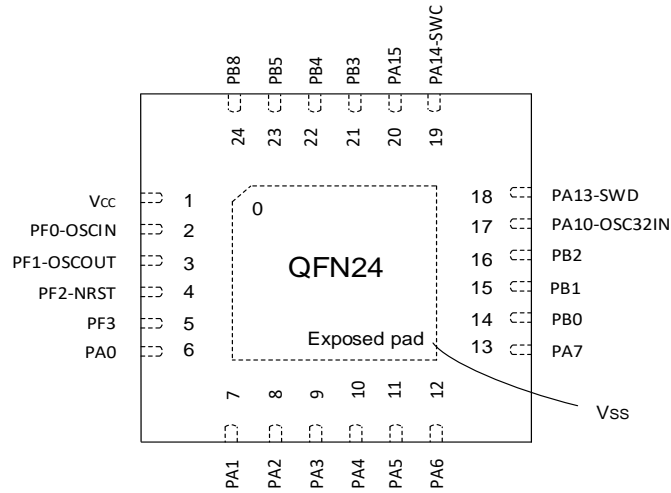 PB8 PB5 PB4 PB3 PA15 PA14-SWC
24 23 22 21 20 19
Vcc 1
PF0-OSCIN 2
PF1-OSCOUT 3
PF2-NRST 4
PF3 5
PA0 6
0
QFN24
Exposed pad
18 PA13-SWD
17 PA10-OSC32IN
16 PB2
15 PB1
14 PB0
13 PA7
Vss
7 8 9 10 11 12
PA1 PA2 PA3 PA4 PA5 PA6